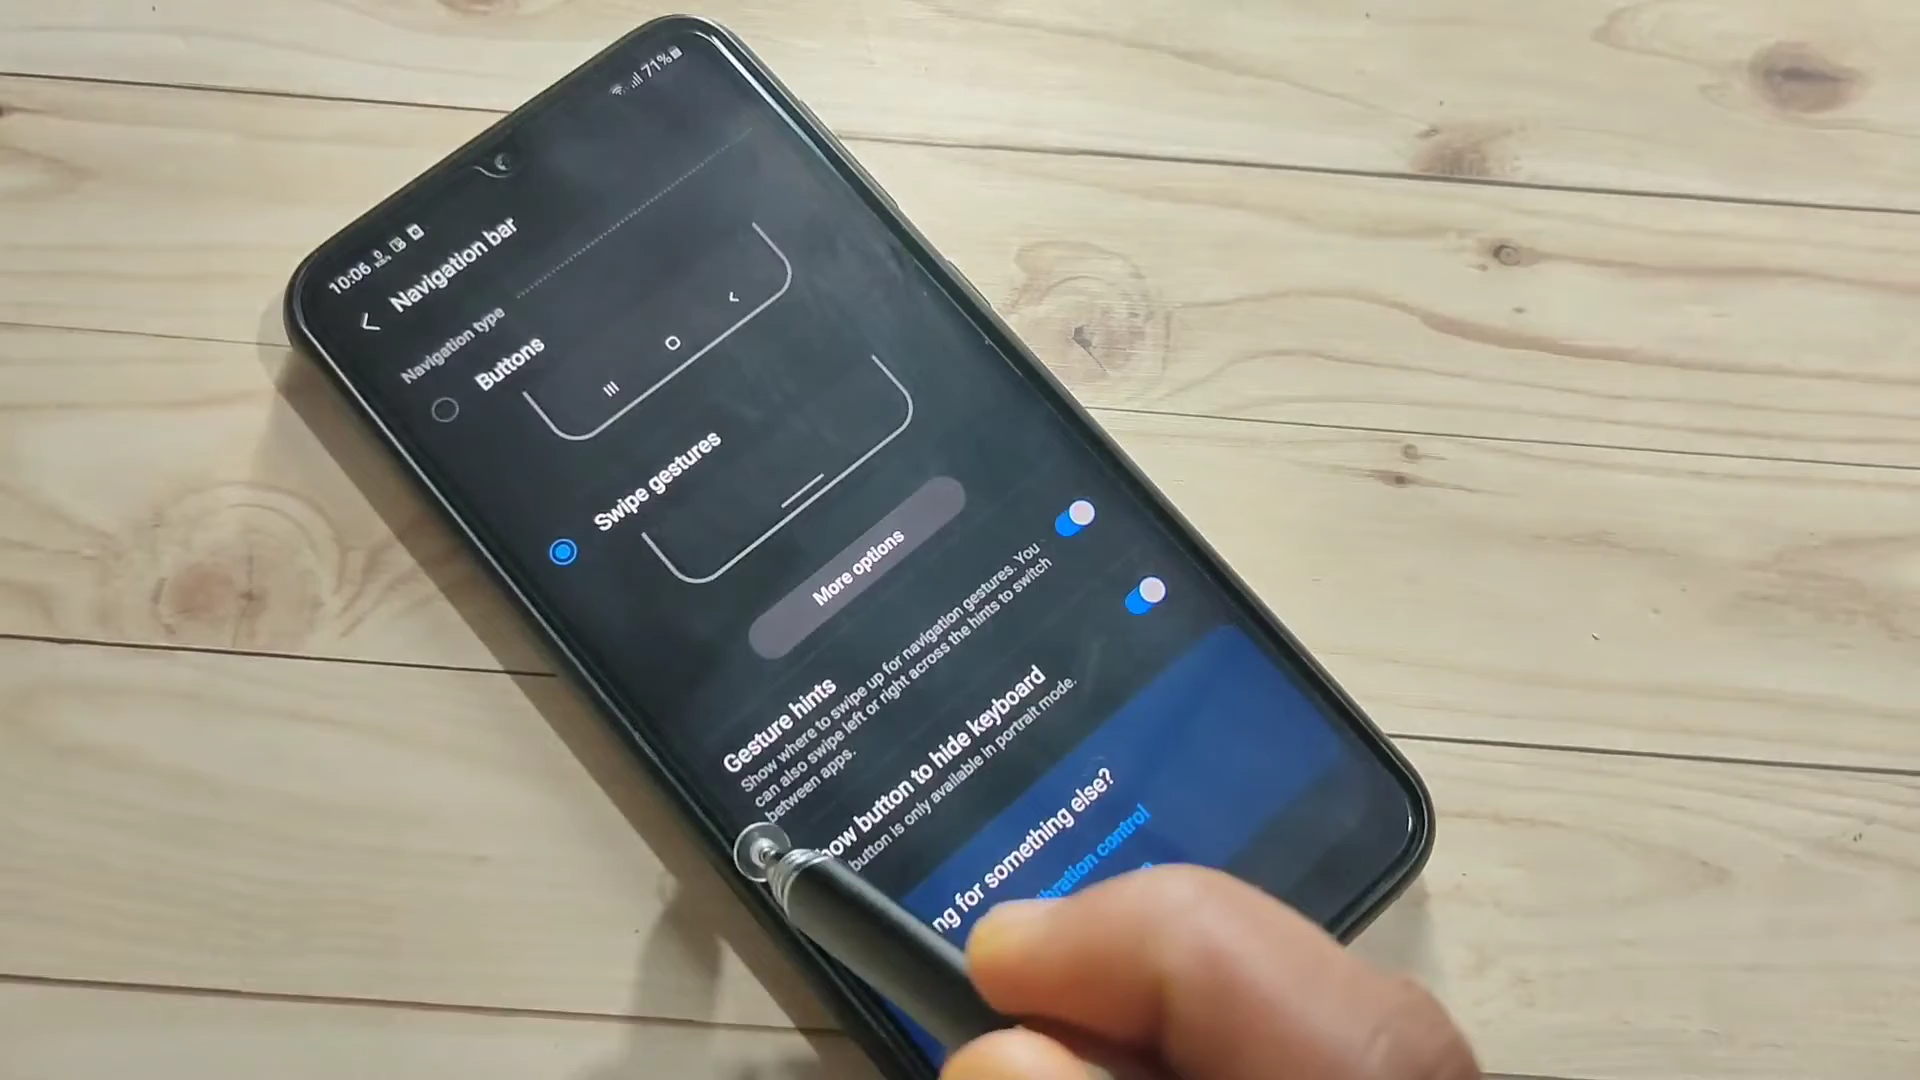 10:06
71%
Navigation bar
Navigation type
Buttons
Swipe gestures
More options
Gesture hints
Show where to swipe up for navigation gestures. You
can also swipe left or right across the hints to switch
between apps.
how button to hide keyboard
button is only available in portrait mode.
ng for something else?
ibration control